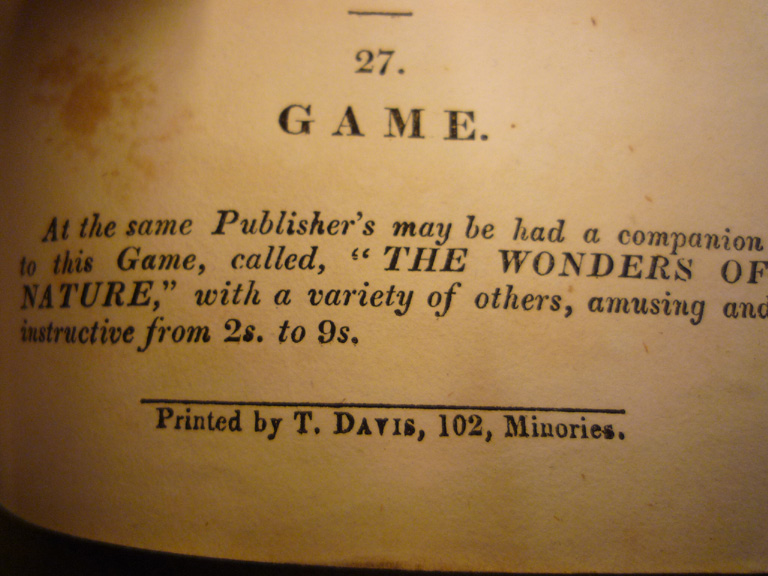 27.
GAME.
At the same Publisher's may be had a companion
to this Game, called, “ THE WONDERS OF
NATURE,” with a variety of others, amusing and
instructive from 2s. to 9s.
Printed by T. DAVIS, 102, Minories.